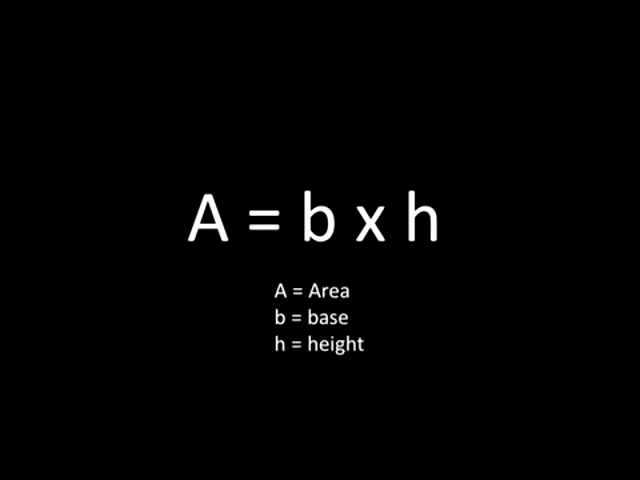 A = b x h
A = Area
b = base
h = height